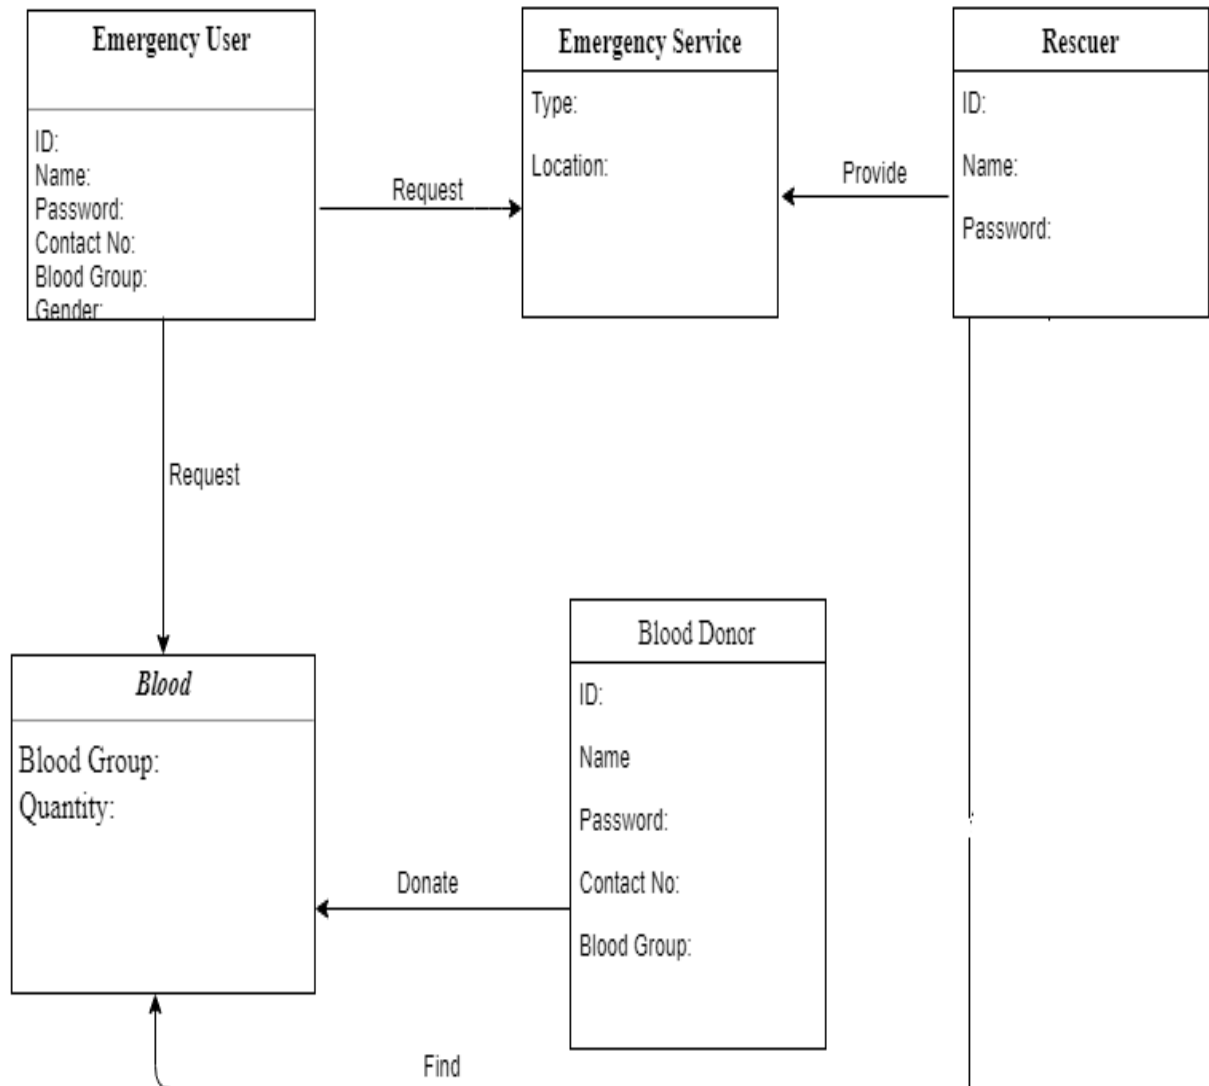 Emergency User
ID:
Name:
Password:
Contact No:
Blood Group:
Gender:
Request
Emergency Service
Type:
Location:
Provide
Rescuer
ID:
Name:
Password:
Request
Blood
Blood Group:
Quantity:
Donate
Blood Donor
ID:
Name
Password:
Contact No:
Blood Group:
Find